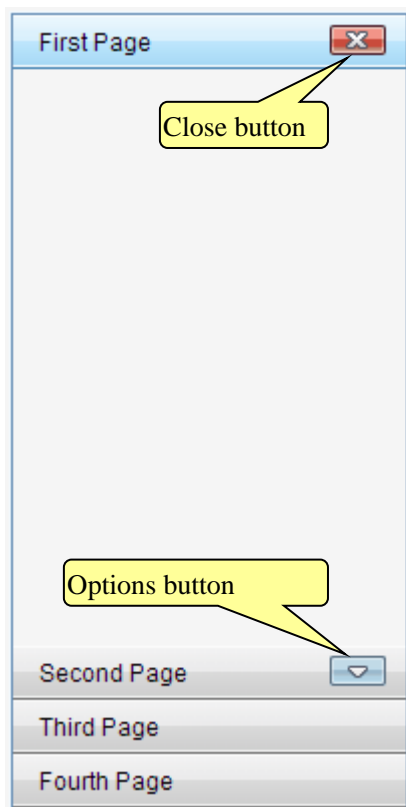 First Page
Close button
Options button
Second Page
Third Page
Fourth Page